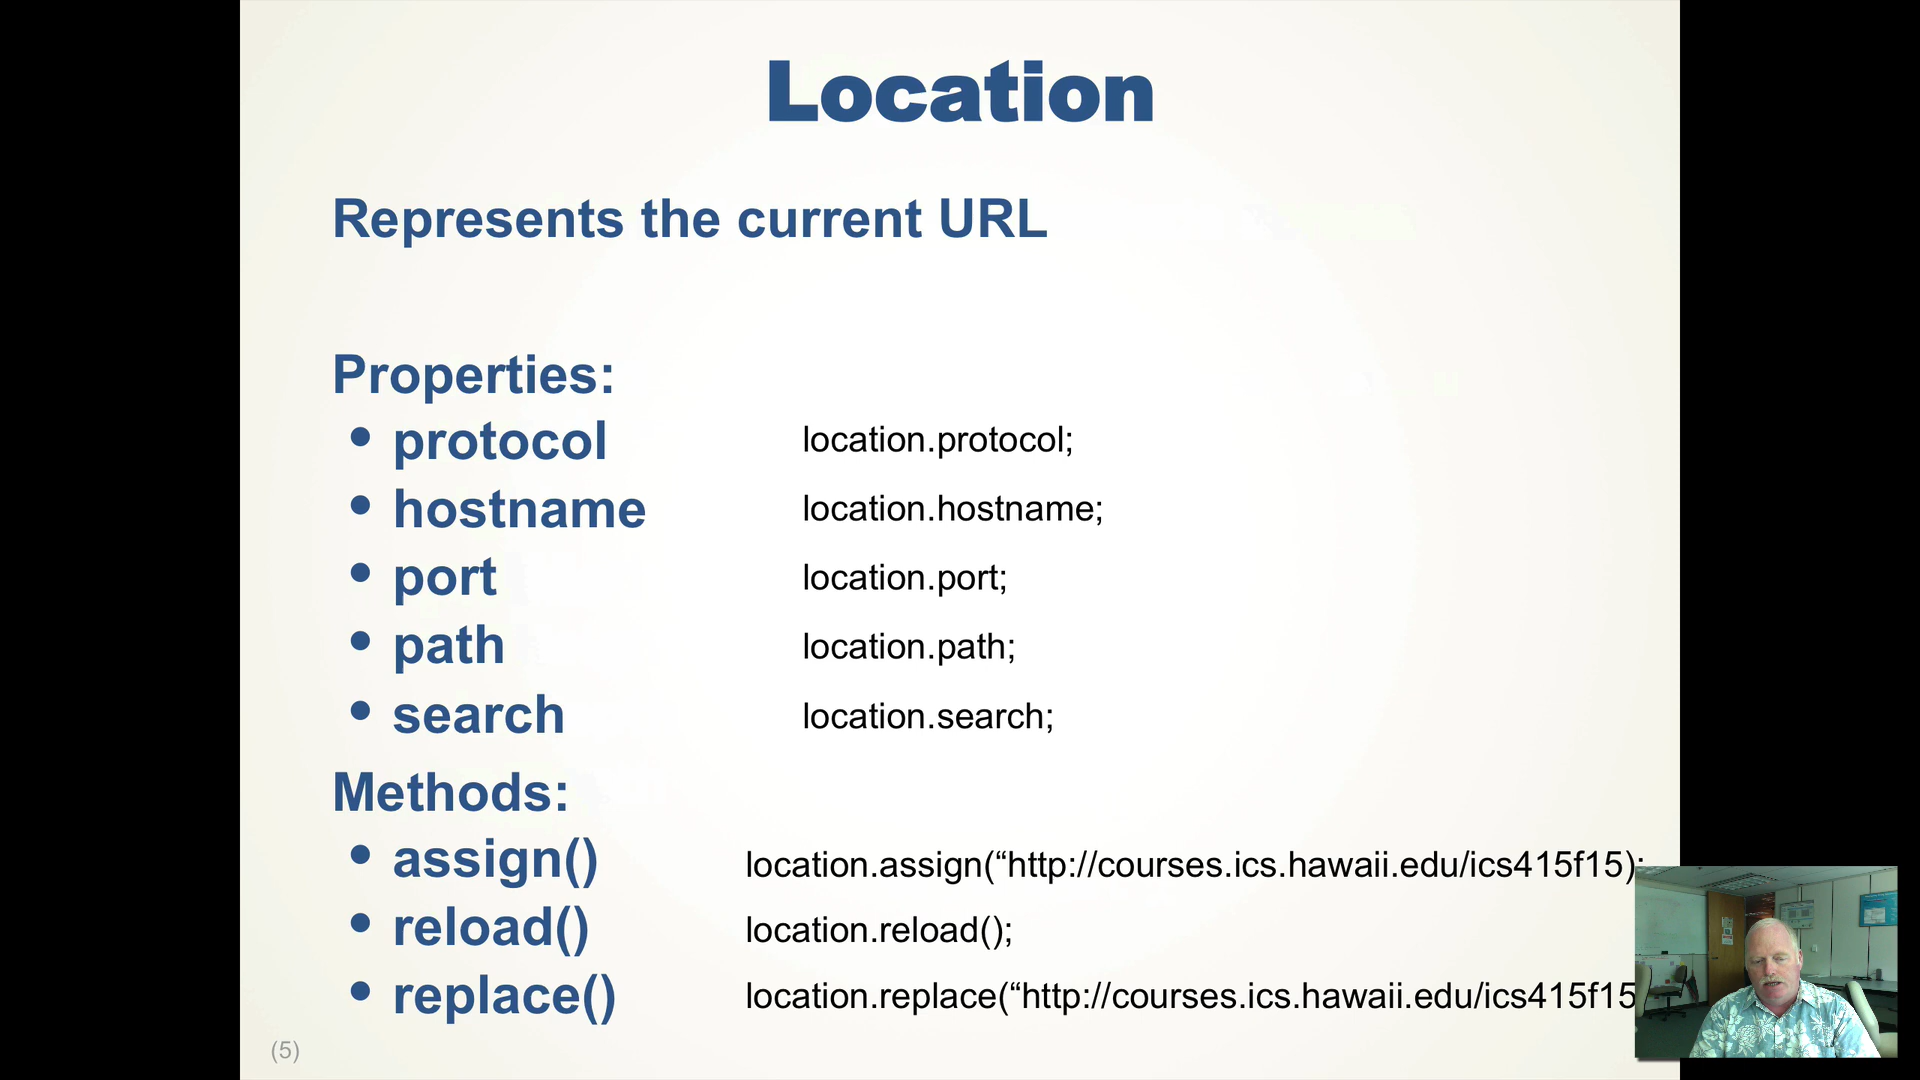 Location
Represents the current URL
Properties:
• protocol location.protocol;
• hostname location.hostname;
• port location.port;
• path location.path;
• search location.search;
Methods:
• assign() location.assign(“http://courses.ics.hawaii.edu/ics415f15);
• reload() location.reload();
• replace() location.replace(“http://courses.ics.hawaii.edu/ics415f15
(5)